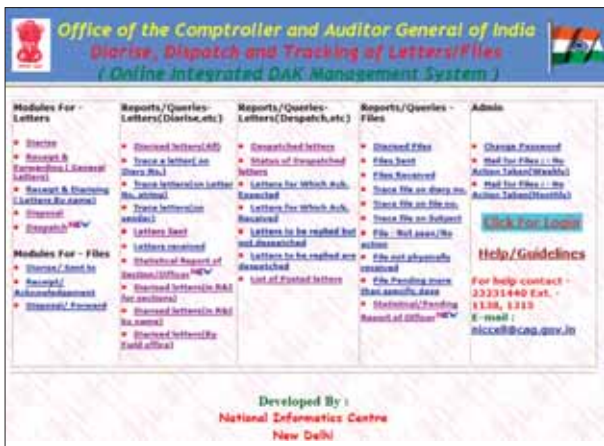 Office of the Comptroller and Auditor General of India
Diarise, Dispatch and Tracking of Letters/Files
( Online Integrated DAK Management System )
Modules For - Letters
Diarise
Receipt & Forwarding ( General Letters)
Receipt & Diarising ( Letters By name)
Disposal
Despatch NEW
Modules For - Files
Diarise/ Sent to
Receipt/ Acknowledgement
Disposal/ Forward
Reports/Queries- Letters(Diarise,etc)
Diarised letters(All)
Trace a letter( on Diary No.)
Trace letters(on Letter No. string)
Trace letters(on sender)
Letters Sent
Letters received
Statistical Report of Section/Officer NEW
Diarised letters(in R&I for sections)
Diarised letters(in R&I by name)
Diarised letters(By Field office)
Reports/Queries- Letters(Despatch,etc)
Despatched letters
Status of Despatched letters
Letters for Which Ack. Expected
Letters for Which Ack. Received
Letters to be replied but not despatched
Letters to be replied are despatched
List of Posted letters
Reports/Queries - Files
Diarised Files
Files Sent
Files Received
Trace file on diary no.
Trace file on file no.
Trace file on Subject
File - Not seen/No action
File not physically received
File Pending more than specific days
Statistical/Pending Report of Officer NEW
Admin
Change Password
Mail for Files : - No Action Taken(Weekly)
Mail for Files : - No Action Taken(Monthly)
Click For Login
Help/Guidelines
For help contact -
23231440 Ext. -
1138, 1315
E-mail :
niccell@cag.gov.in
Developed By :
National Informatics Centre
New Delhi